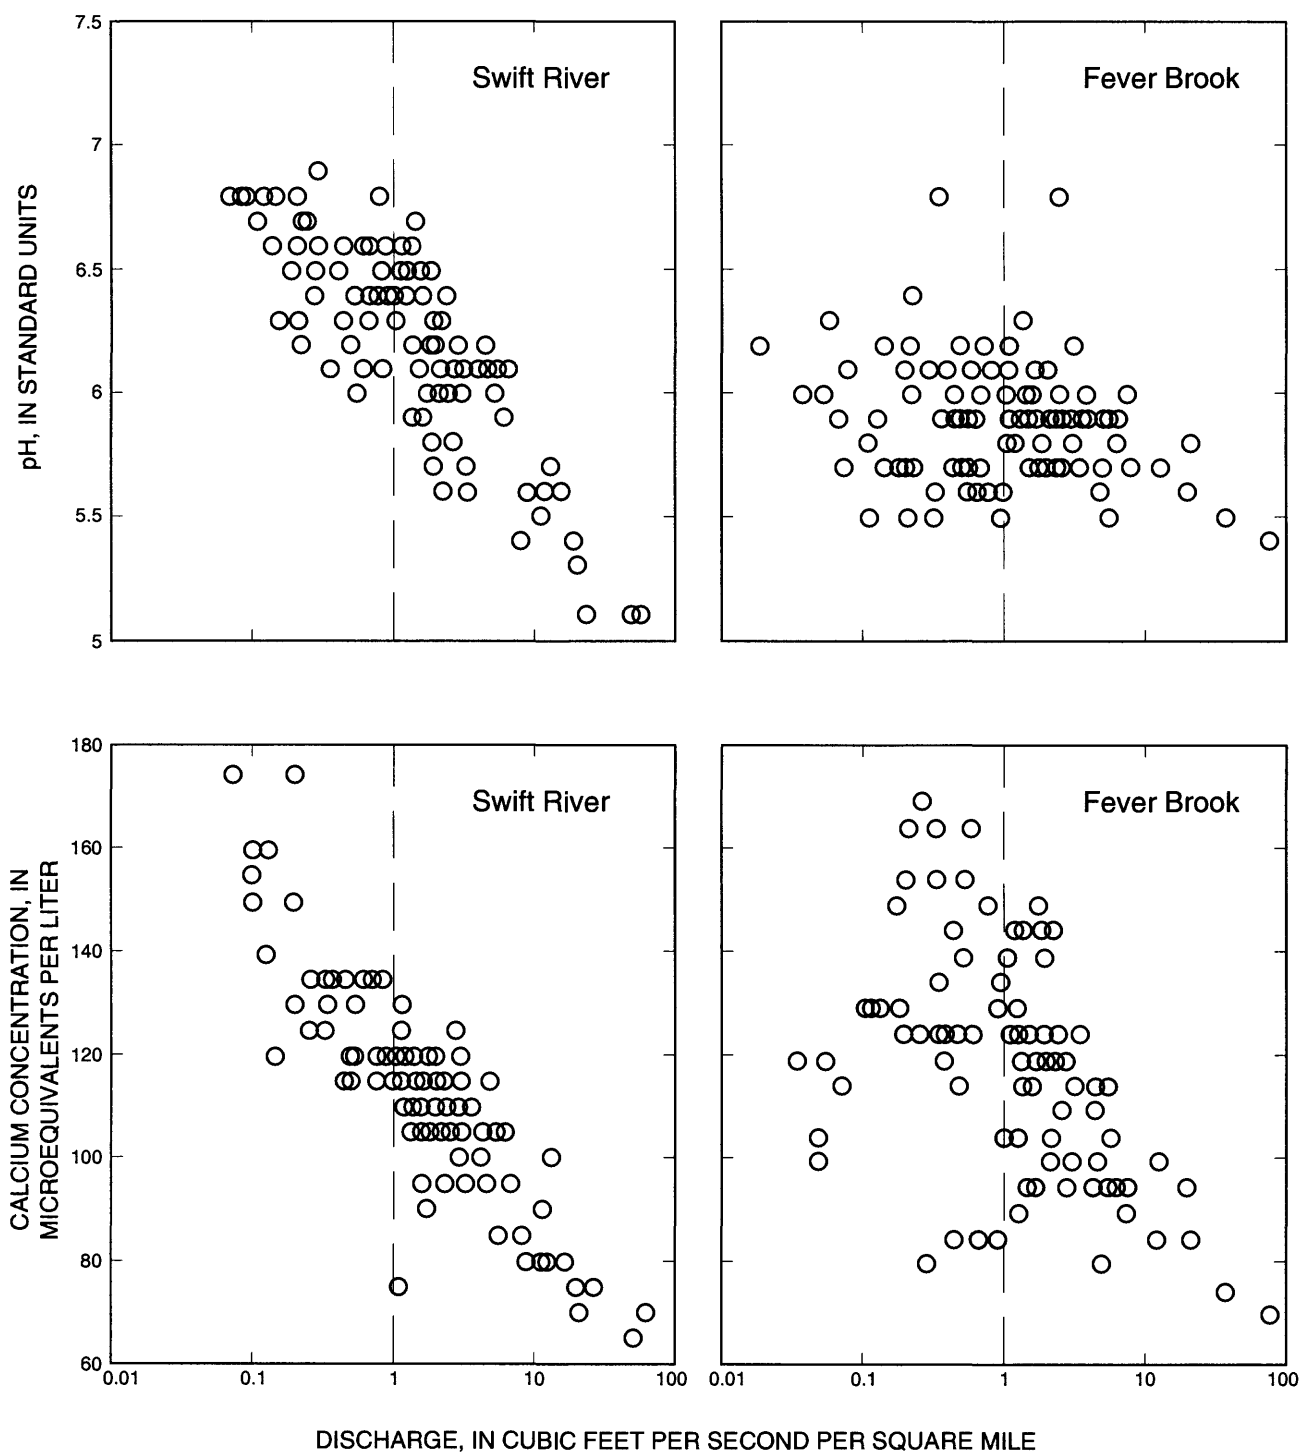 7.5
7
6.5
6
5.5
5
pH, IN STANDARD UNITS
Swift River
Fever Brook
180
160
140
120
100
80
60
CALCIUM CONCENTRATION, IN
MICROEQUIVALENTS PER LITER
Swift River
Fever Brook
0.01 0.1 1 10 100
0.01 0.1 1 10 100
DISCHARGE, IN CUBIC FEET PER SECOND PER SQUARE MILE